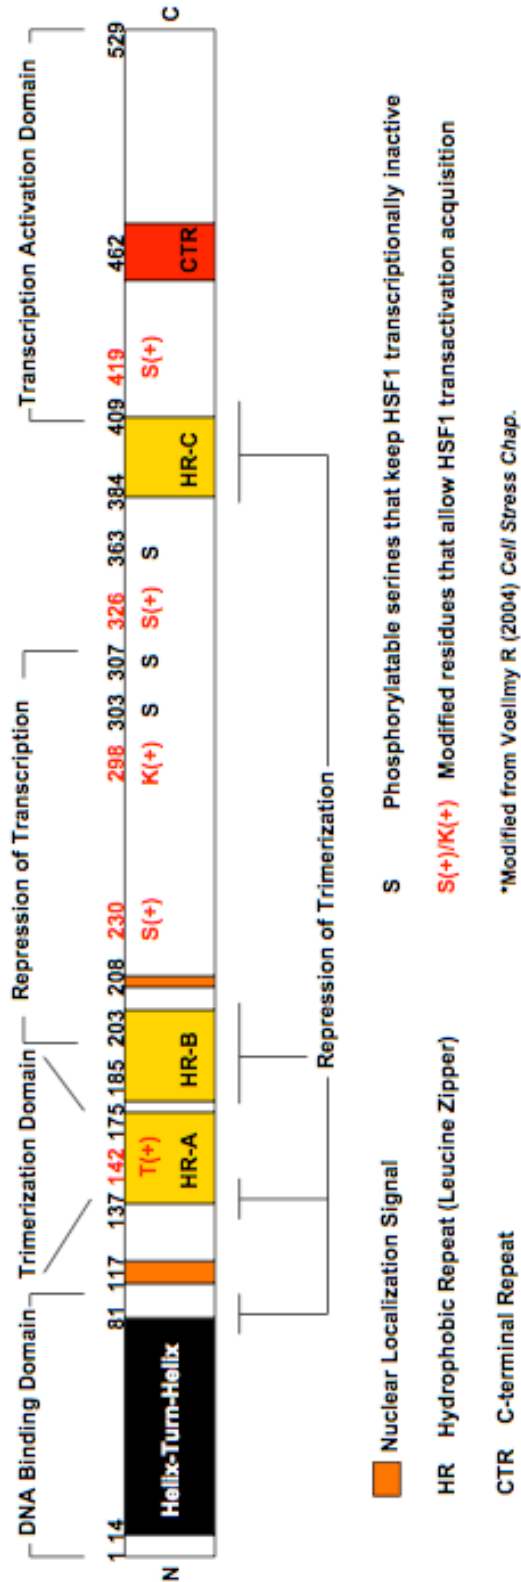 DNA Binding Domain
Trimerization Domain
Repression of Transcription
Transcription Activation Domain
1 14 81 117 137 142 175 185 203 208 230 298 303 307 326 363 384 409 419 462 529
N Helix-Turn-Helix HR-A T(+) HR-B S(+) K(+) S S S(+) S HR-C S(+) CTR C
Repression of Trimerization
Nuclear Localization Signal
HR Hydrophobic Repeat (Leucine Zipper)
CTR C-terminal Repeat
S Phosphorylatable serines that keep HSF1 transcriptionally inactive
S(+)/K(+) Modified residues that allow HSF1 transactivation acquisition
*Modified from Voellmy R (2004) Cell Stress Chap.